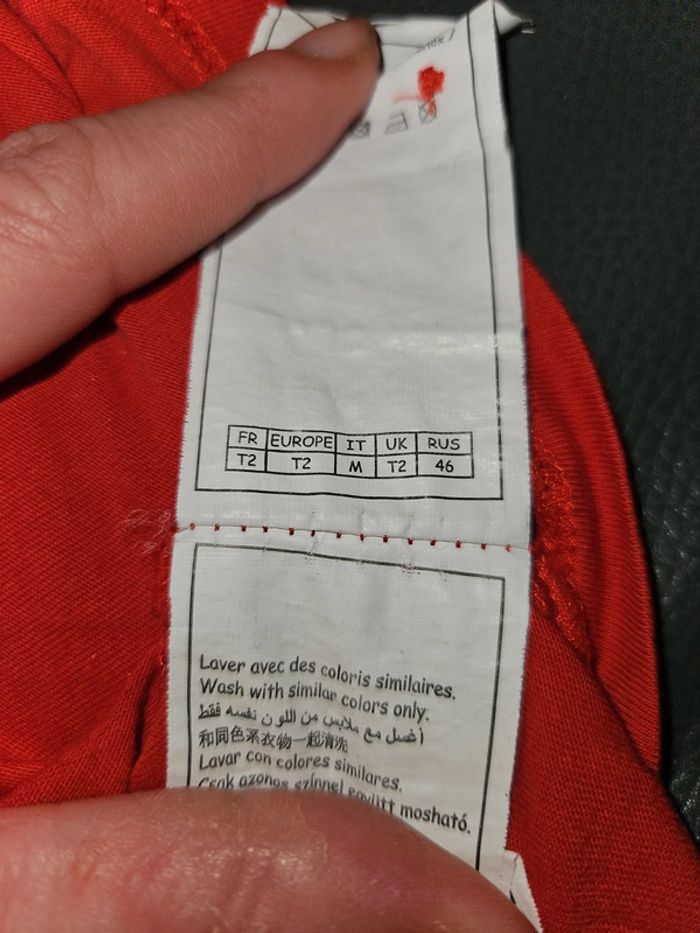 FR EUROPE IT UK RUS
T2 T2 M T2 46
Laver avec des coloris similaires.
Wash with similar colors only.
أغسل مع ملابس من اللون نفسه فقط
和同色系衣物一起清洗
Lavar con colores similares.
Csak azonos színnel együtt mosható.